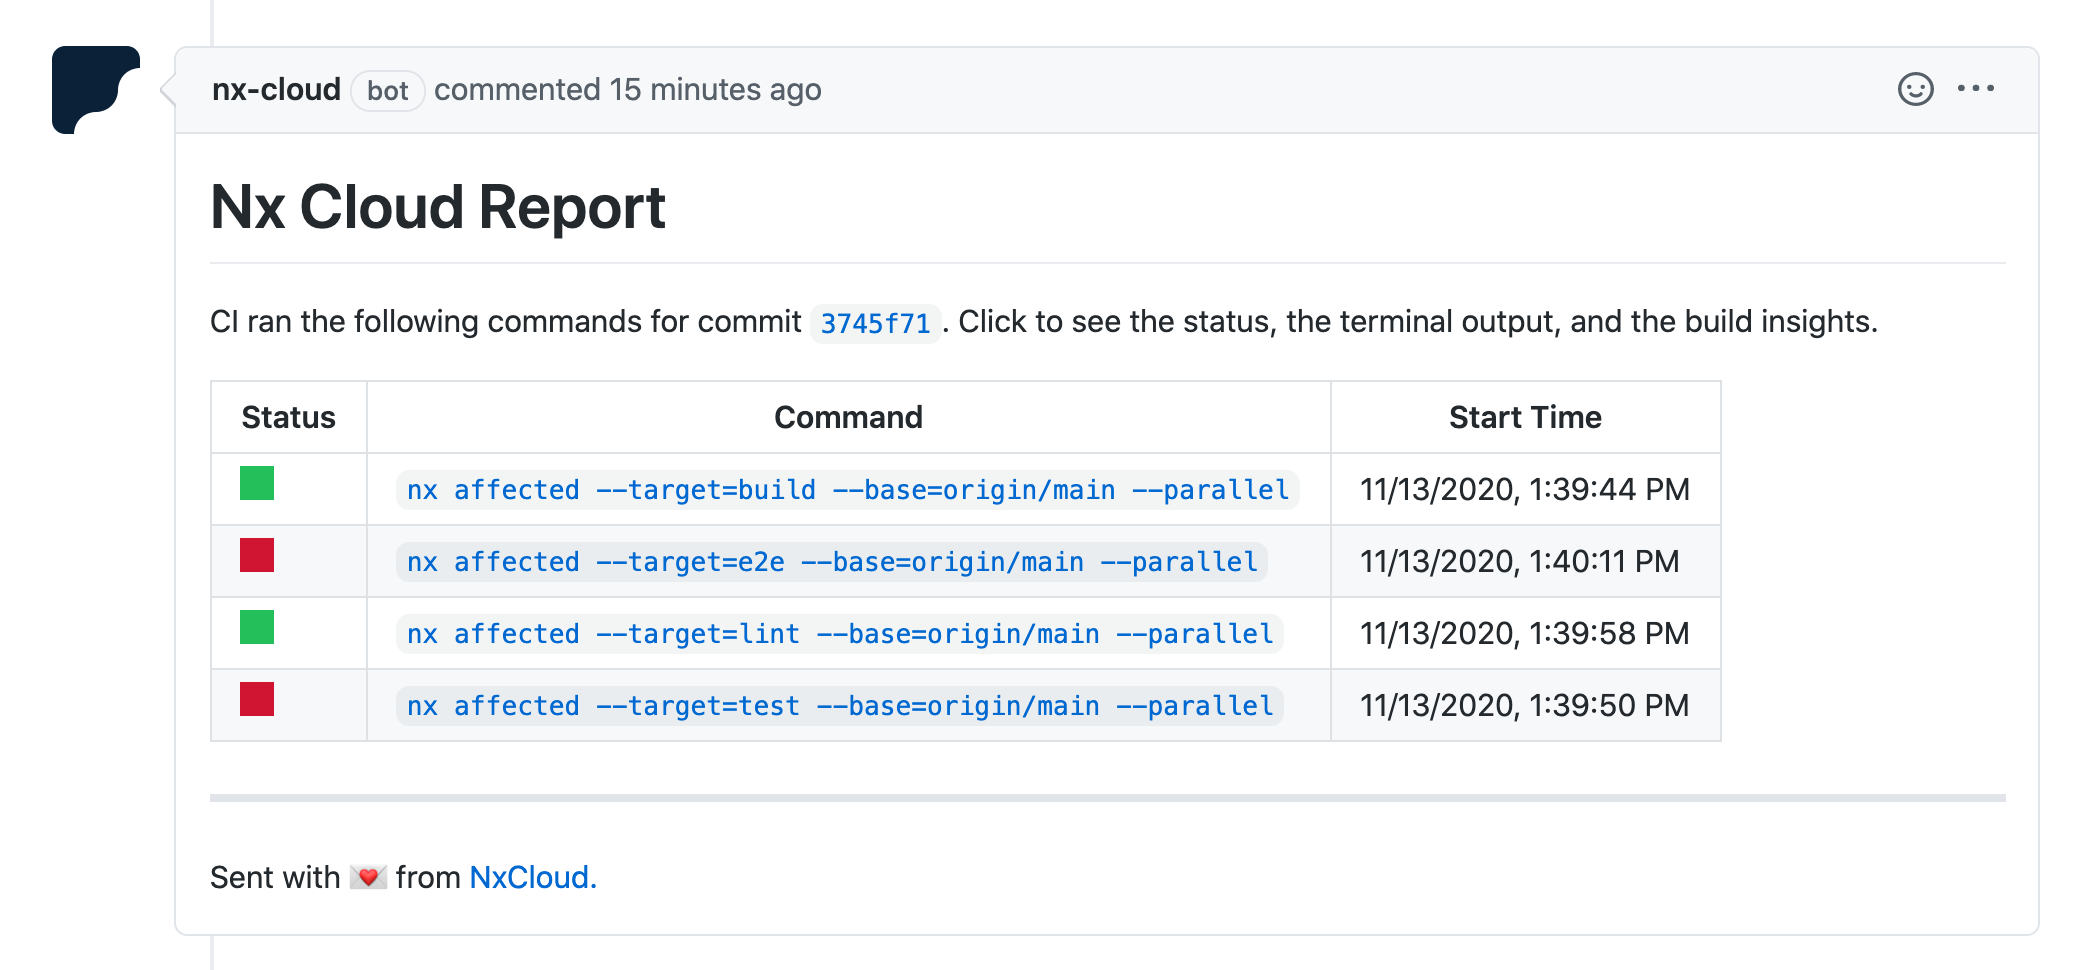 nx-cloud bot commented 15 minutes ago
Nx Cloud Report
CI ran the following commands for commit 3745f71. Click to see the status, the terminal output, and the build insights.
Status Command Start Time
nx affected --target=build --base=origin/main --parallel 11/13/2020, 1:39:44 PM
nx affected --target=e2e --base=origin/main --parallel 11/13/2020, 1:40:11 PM
nx affected --target=lint --base=origin/main --parallel 11/13/2020, 1:39:58 PM
nx affected --target=test --base=origin/main --parallel 11/13/2020, 1:39:50 PM
Sent with 💌 from NxCloud.